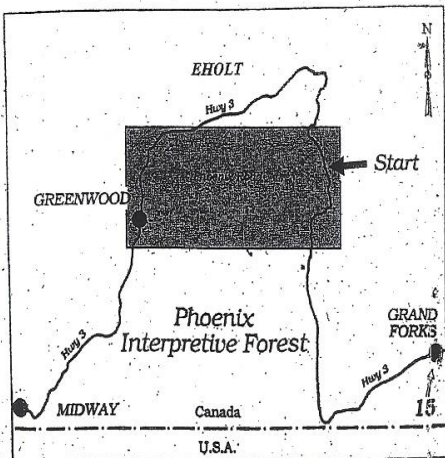 N
EHOLT
Hwy 3
Start
GREENWOOD
Phoenix
Interpretive Forest
GRAND
FORKS
Hwy 3
Hwy 3
15
MIDWAY
Canada
U.S.A.